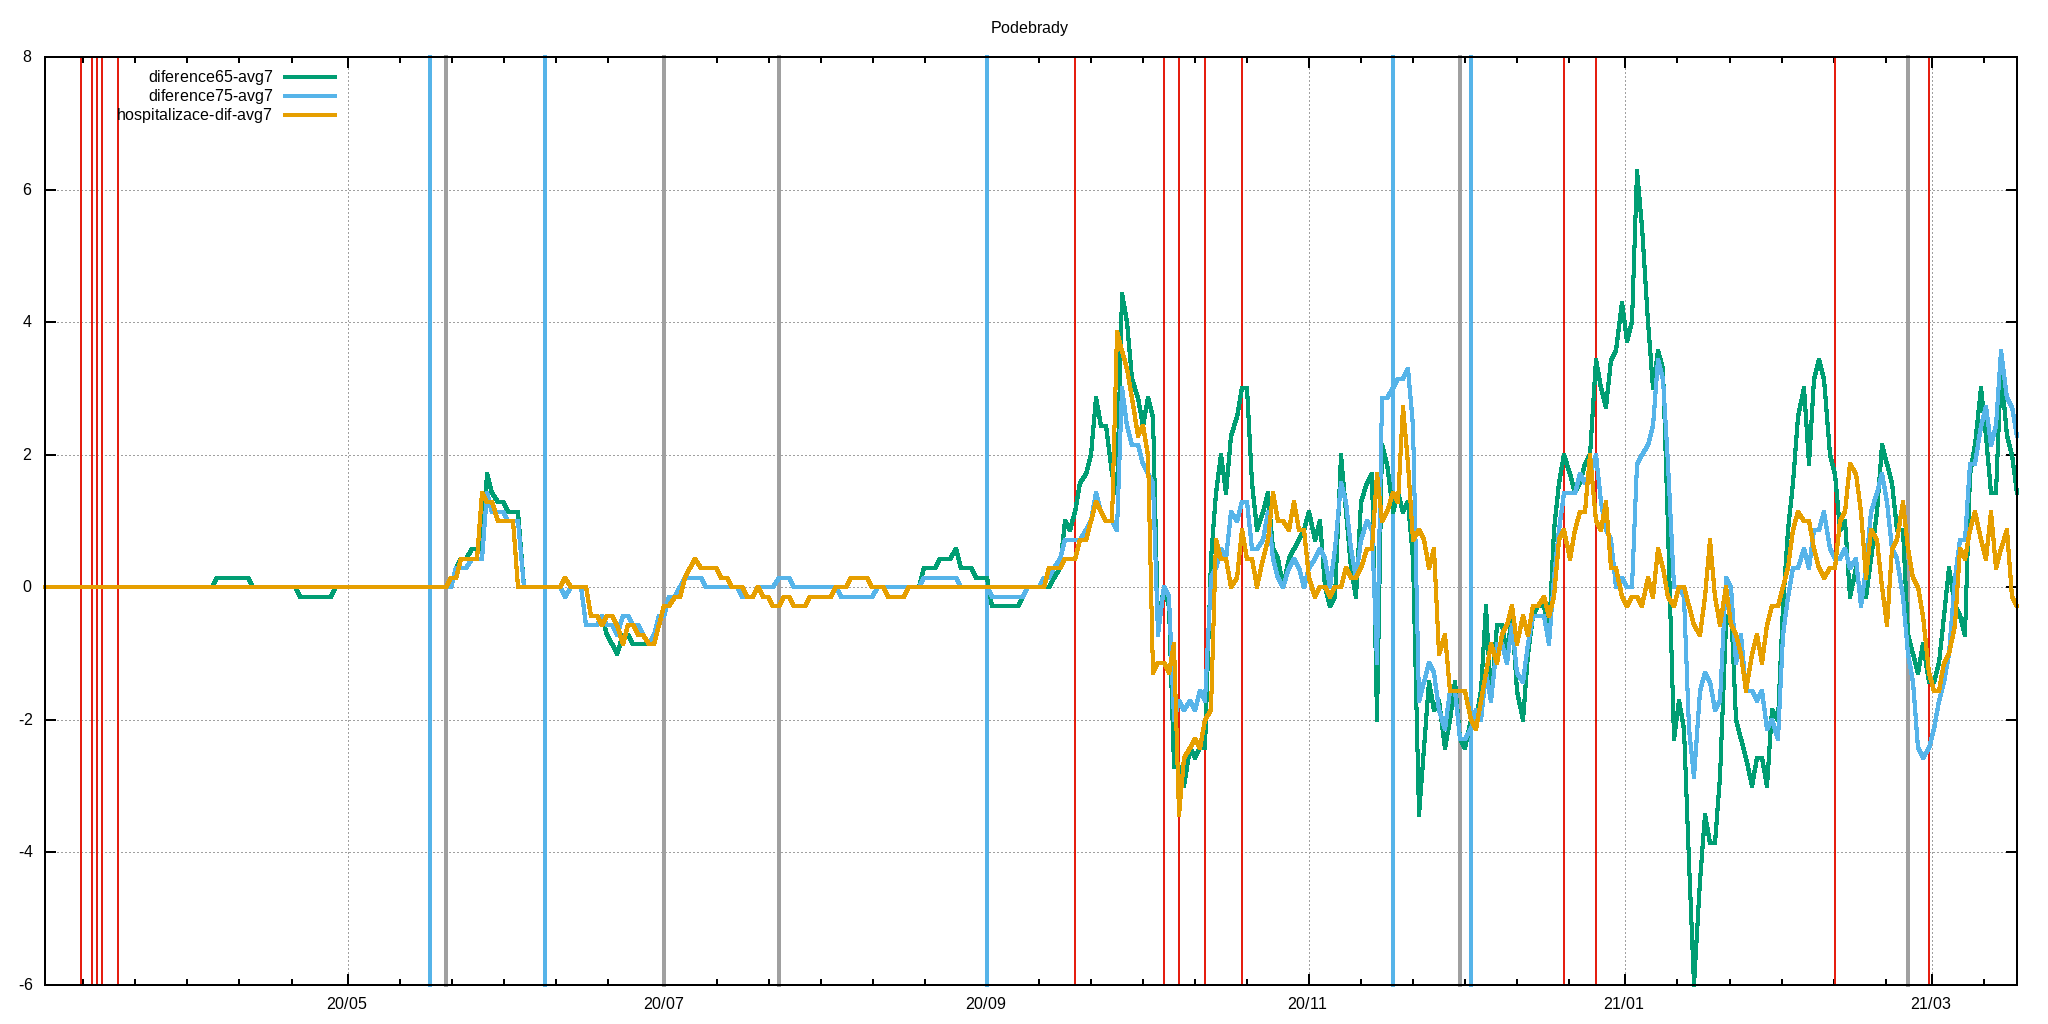 Podebrady
8
diference65-avg7
diference75-avg7
hospitalizace-dif-avg7
6
4
2
0
-2
-4
-6
20/05 20/07 20/09 20/11 21/01 21/03